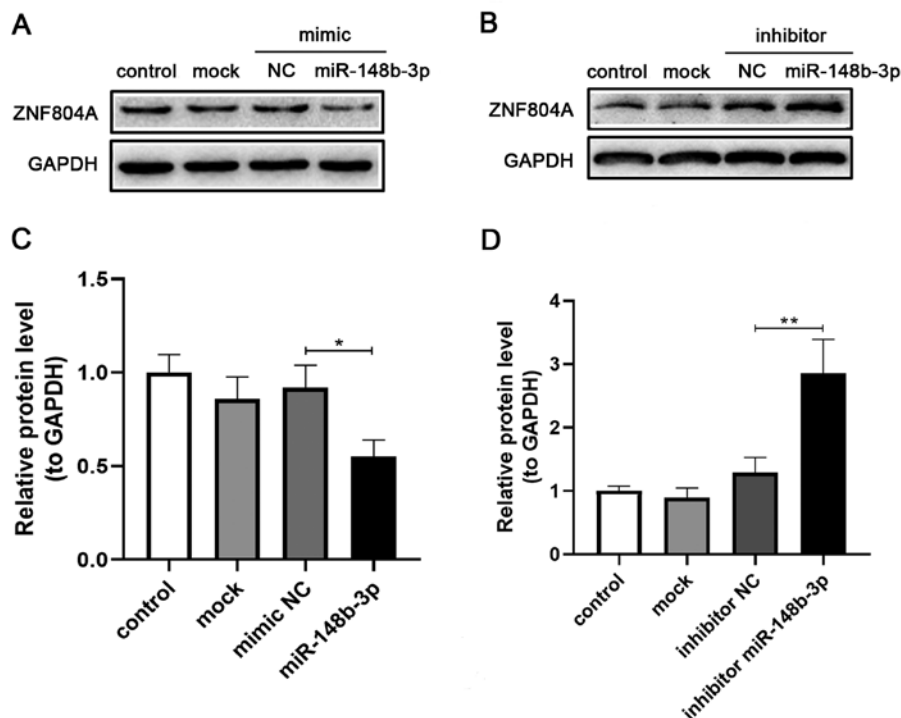 A
mimic
control mock NC miR-148b-3p
ZNF804A
GAPDH
B
inhibitor
control mock NC miR-148b-3p
ZNF804A
GAPDH
C
Relative protein level
(to GAPDH)
1.5
1.0
0.5
0.0
*
control
mock
mimic NC
miR-148b-3p
D
Relative protein level
(to GAPDH)
4
3
2
1
0
**
control
mock
inhibitor NC
inhibitor miR-148b-3p